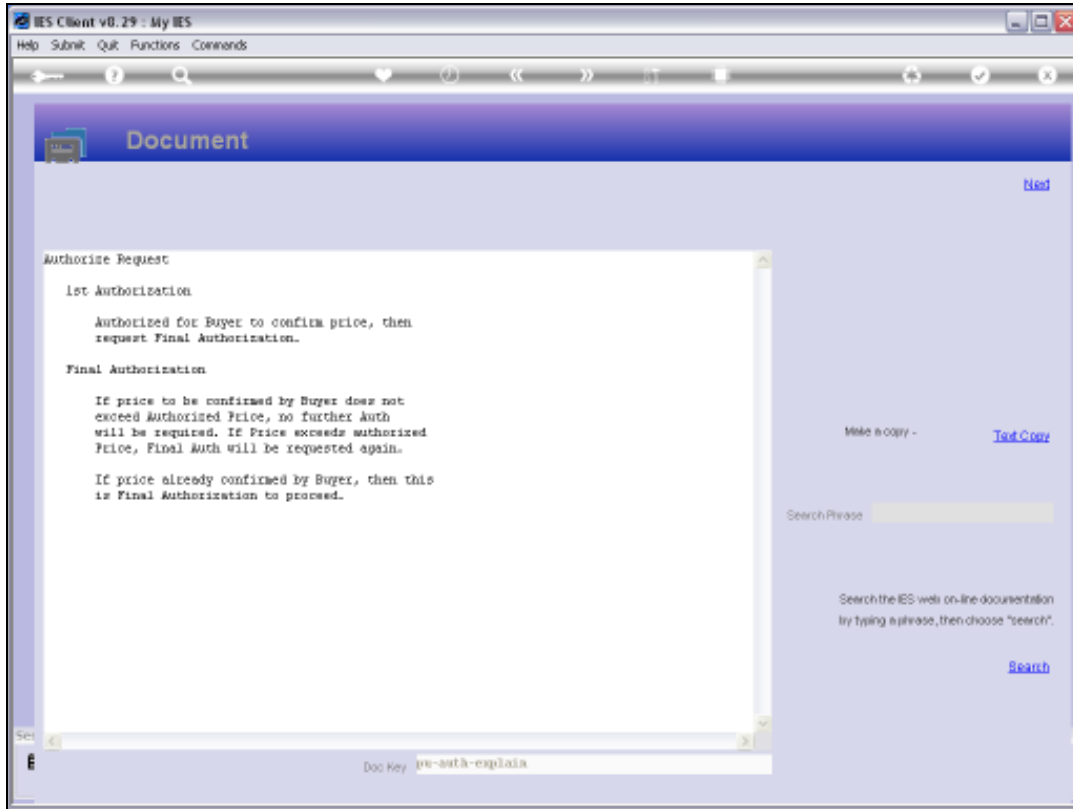 IES Client v8.29 : My IES
Help Submit Quit Functions Commands
Document
Next
Authorize Request
1st Authorization
Authorized for Buyer to confirm price, then
request Final Authorization.
Final Authorization
If price to be confirmed by Buyer does not
exceed Authorized Price, no further Auth
will be required. If Price exceeds authorized
Price, Final Auth will be requested again.
If price already confirmed by Buyer, then this
is Final Authorization to proceed.
Make a copy -
Text Copy
Search Phrase
Search the IES web on-line documentation
by typing a phrase, then choose "search".
Search
Doc Key pu-auth-explain